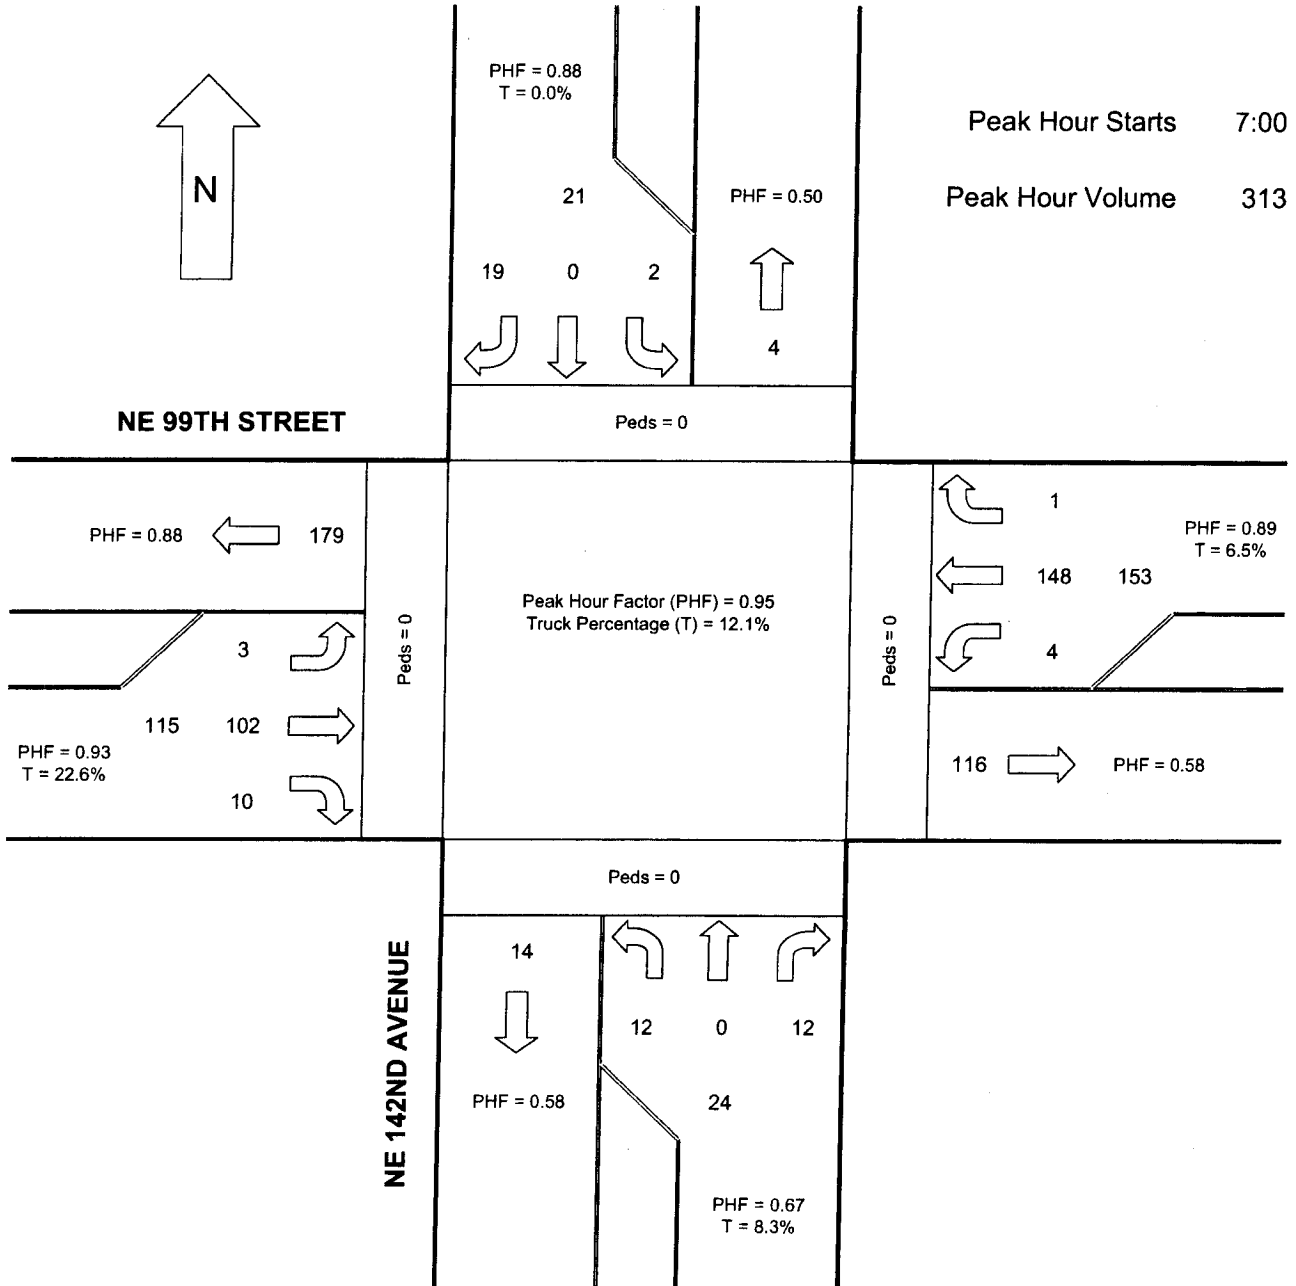 PHF = 0.88
T = 0.0%
Peak Hour Starts 7:00
N
21
PHF = 0.50
Peak Hour Volume 313
19 0 2
4
NE 99TH STREET
Peds = 0
PHF = 0.88 179
1
PHF = 0.89
T = 6.5%
148 153
4
Peak Hour Factor (PHF) = 0.95
Truck Percentage (T) = 12.1%
Peds = 0
Peds = 0
3
115 102
PHF = 0.93
T = 22.6%
10
116 PHF = 0.58
Peds = 0
14
NE 142ND AVENUE
12 0 12
PHF = 0.58
24
PHF = 0.67
T = 8.3%